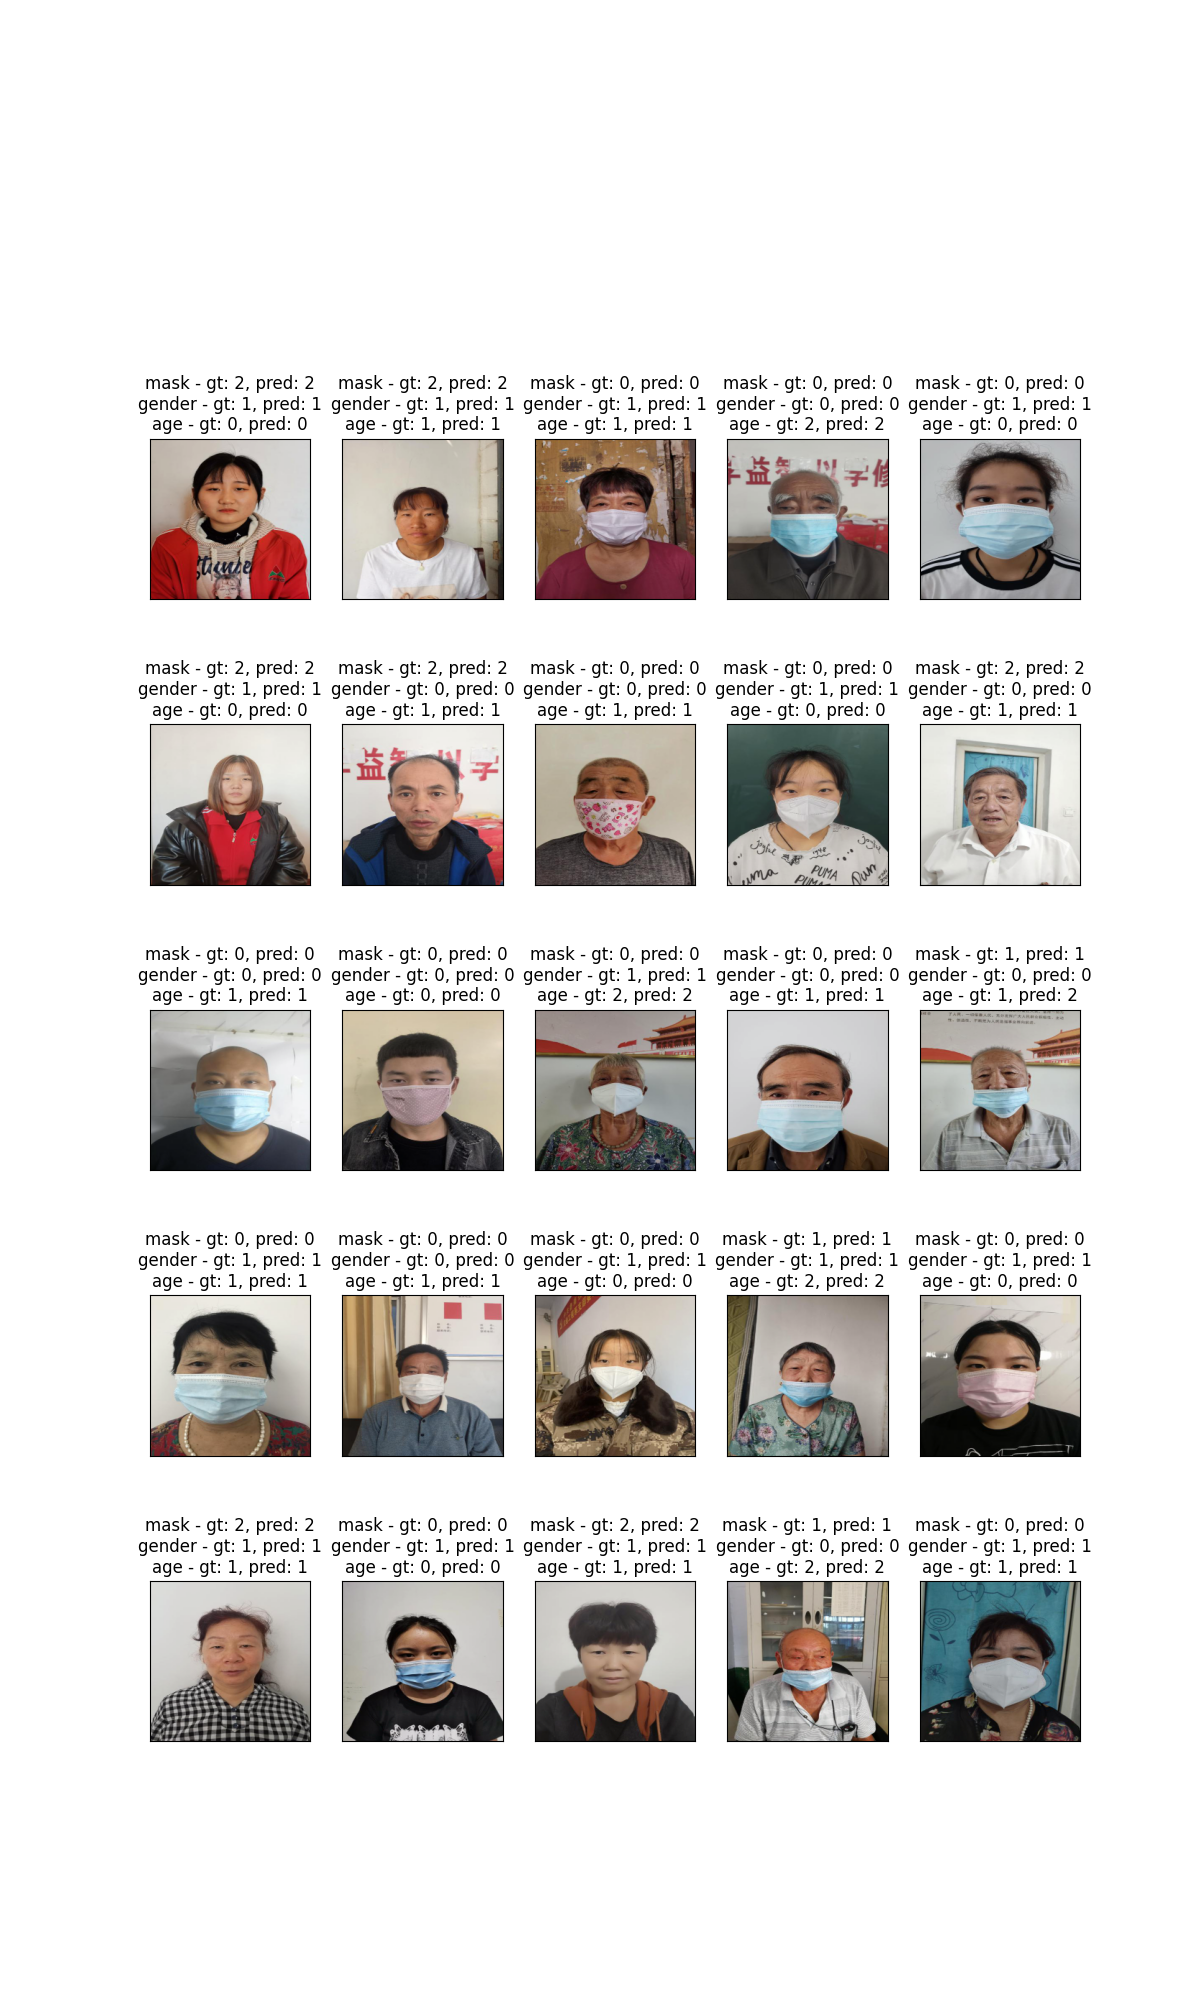 mask - gt: 2, pred: 2
gender - gt: 1, pred: 1
age - gt: 0, pred: 0
mask - gt: 2, pred: 2
gender - gt: 1, pred: 1
age - gt: 1, pred: 1
mask - gt: 0, pred: 0
gender - gt: 1, pred: 1
age - gt: 1, pred: 1
mask - gt: 0, pred: 0
gender - gt: 0, pred: 0
age - gt: 2, pred: 2
mask - gt: 0, pred: 0
gender - gt: 1, pred: 1
age - gt: 0, pred: 0
益智 以学修
mask - gt: 2, pred: 2
gender - gt: 1, pred: 1
age - gt: 0, pred: 0
mask - gt: 2, pred: 2
gender - gt: 0, pred: 0
age - gt: 1, pred: 1
mask - gt: 0, pred: 0
gender - gt: 0, pred: 0
age - gt: 1, pred: 1
mask - gt: 0, pred: 0
gender - gt: 1, pred: 1
age - gt: 0, pred: 0
mask - gt: 2, pred: 2
gender - gt: 0, pred: 0
age - gt: 1, pred: 1
益智 以学
PUMA
mask - gt: 0, pred: 0
gender - gt: 0, pred: 0
age - gt: 1, pred: 1
mask - gt: 0, pred: 0
gender - gt: 0, pred: 0
age - gt: 0, pred: 0
mask - gt: 0, pred: 0
gender - gt: 1, pred: 1
age - gt: 2, pred: 2
mask - gt: 0, pred: 0
gender - gt: 0, pred: 0
age - gt: 1, pred: 1
mask - gt: 1, pred: 1
gender - gt: 0, pred: 0
age - gt: 1, pred: 2
mask - gt: 0, pred: 0
gender - gt: 1, pred: 1
age - gt: 1, pred: 1
mask - gt: 0, pred: 0
gender - gt: 0, pred: 0
age - gt: 1, pred: 1
mask - gt: 0, pred: 0
gender - gt: 1, pred: 1
age - gt: 0, pred: 0
mask - gt: 1, pred: 1
gender - gt: 1, pred: 1
age - gt: 2, pred: 2
mask - gt: 0, pred: 0
gender - gt: 1, pred: 1
age - gt: 0, pred: 0
mask - gt: 2, pred: 2
gender - gt: 1, pred: 1
age - gt: 1, pred: 1
mask - gt: 0, pred: 0
gender - gt: 1, pred: 1
age - gt: 0, pred: 0
mask - gt: 2, pred: 2
gender - gt: 1, pred: 1
age - gt: 1, pred: 1
mask - gt: 1, pred: 1
gender - gt: 0, pred: 0
age - gt: 2, pred: 2
mask - gt: 0, pred: 0
gender - gt: 1, pred: 1
age - gt: 1, pred: 1